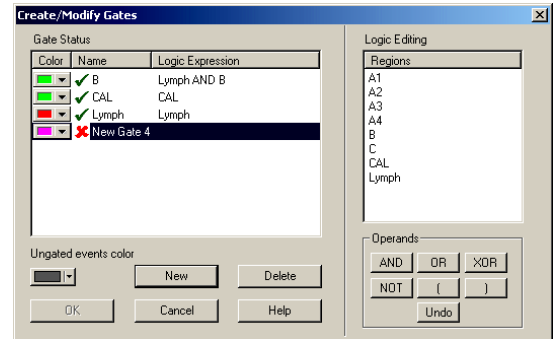 Create/Modify Gates
Gate Status
Color Name Logic Expression
B Lymph AND B
CAL CAL
Lymph Lymph
New Gate 4
Ungated events color
New Delete
OK Cancel Help
Logic Editing
Regions
A1
A2
A3
A4
B
C
CAL
Lymph
Operands
AND OR XOR
NOT ( )
Undo